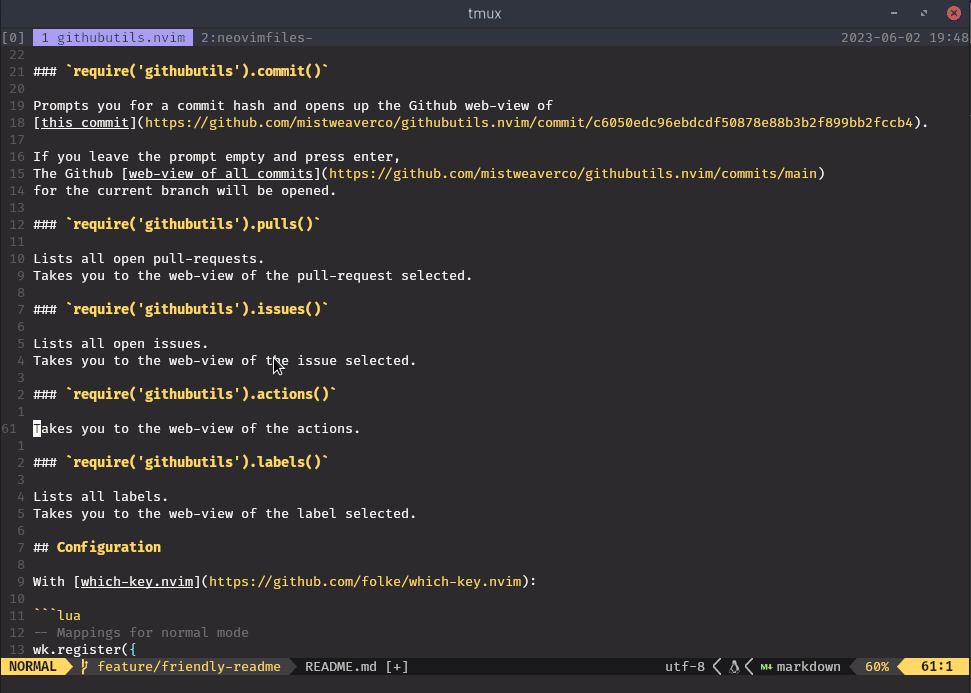 tmux
[0] 1 githubutils.nvim 2:neovimfiles- 2023-06-02 19:48
22
21 ### `require('githubutils').commit()`
20
19 Prompts you for a commit hash and opens up the Github web-view of
18 [this commit](https://github.com/mistweaverco/githubutils.nvim/commit/c6050edc96ebdcdf50878e88b3b2f899bb2fccb4).
17
16 If you leave the prompt empty and press enter,
15 The Github [web-view of all commits](https://github.com/mistweaverco/githubutils.nvim/commits/main)
14 for the current branch will be opened.
13
12 ### `require('githubutils').pulls()`
11
10 Lists all open pull-requests.
9 Takes you to the web-view of the pull-request selected.
8
7 ### `require('githubutils').issues()`
6
5 Lists all open issues.
4 Takes you to the web-view of the issue selected.
3
2 ### `require('githubutils').actions()`
1
61 Takes you to the web-view of the actions.
1
2 ### `require('githubutils').labels()`
3
4 Lists all labels.
5 Takes you to the web-view of the label selected.
6
7 ## Configuration
8
9 With [which-key.nvim](https://github.com/folke/which-key.nvim):
10
11 ```lua
12 -- Mappings for normal mode
13 wk.register({
NORMAL feature/friendly-readme README.md [+] utf-8 M↓ markdown 60% 61:1